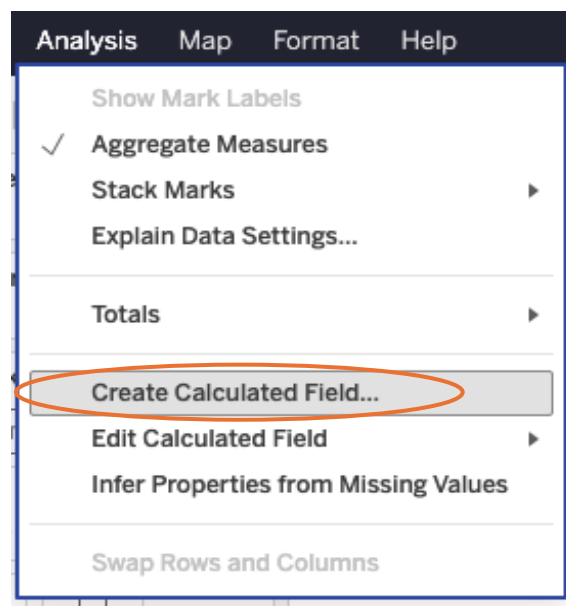 Analysis Map Format Help
Show Mark Labels
Aggregate Measures
Stack Marks
Explain Data Settings...
Totals
Create Calculated Field...
Edit Calculated Field
Infer Properties from Missing Values
Swap Rows and Columns